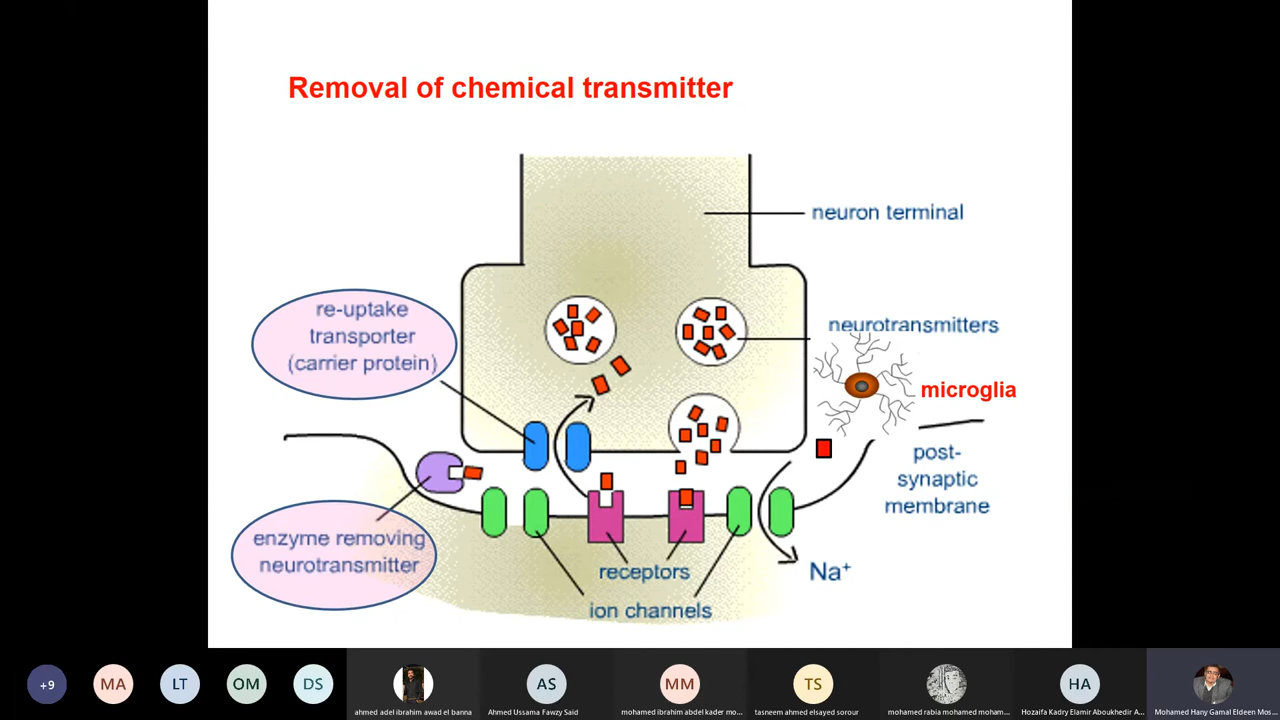 Removal of chemical transmitter
neuron terminal
re-uptake
transporter
(carrier protein)
neurotransmitters
microglia
post-
synaptic
membrane
enzyme removing
neurotransmitter
receptors
Na⁺
ion channels
+9
MA
LT
OM
DS
AS
MM
TS
HA
ahmed adel ibrahim awad el banna
Ahmed Ussama Fawzy Said
mohamed ibrahim abdel kader mo...
tasneem ahmed elsayed sorour
mohamed rabia mohamed moham...
Hozaifa Kadry Elamir Aboukhedir A...
Mohamed Hany Gamal Eldeen Mos...